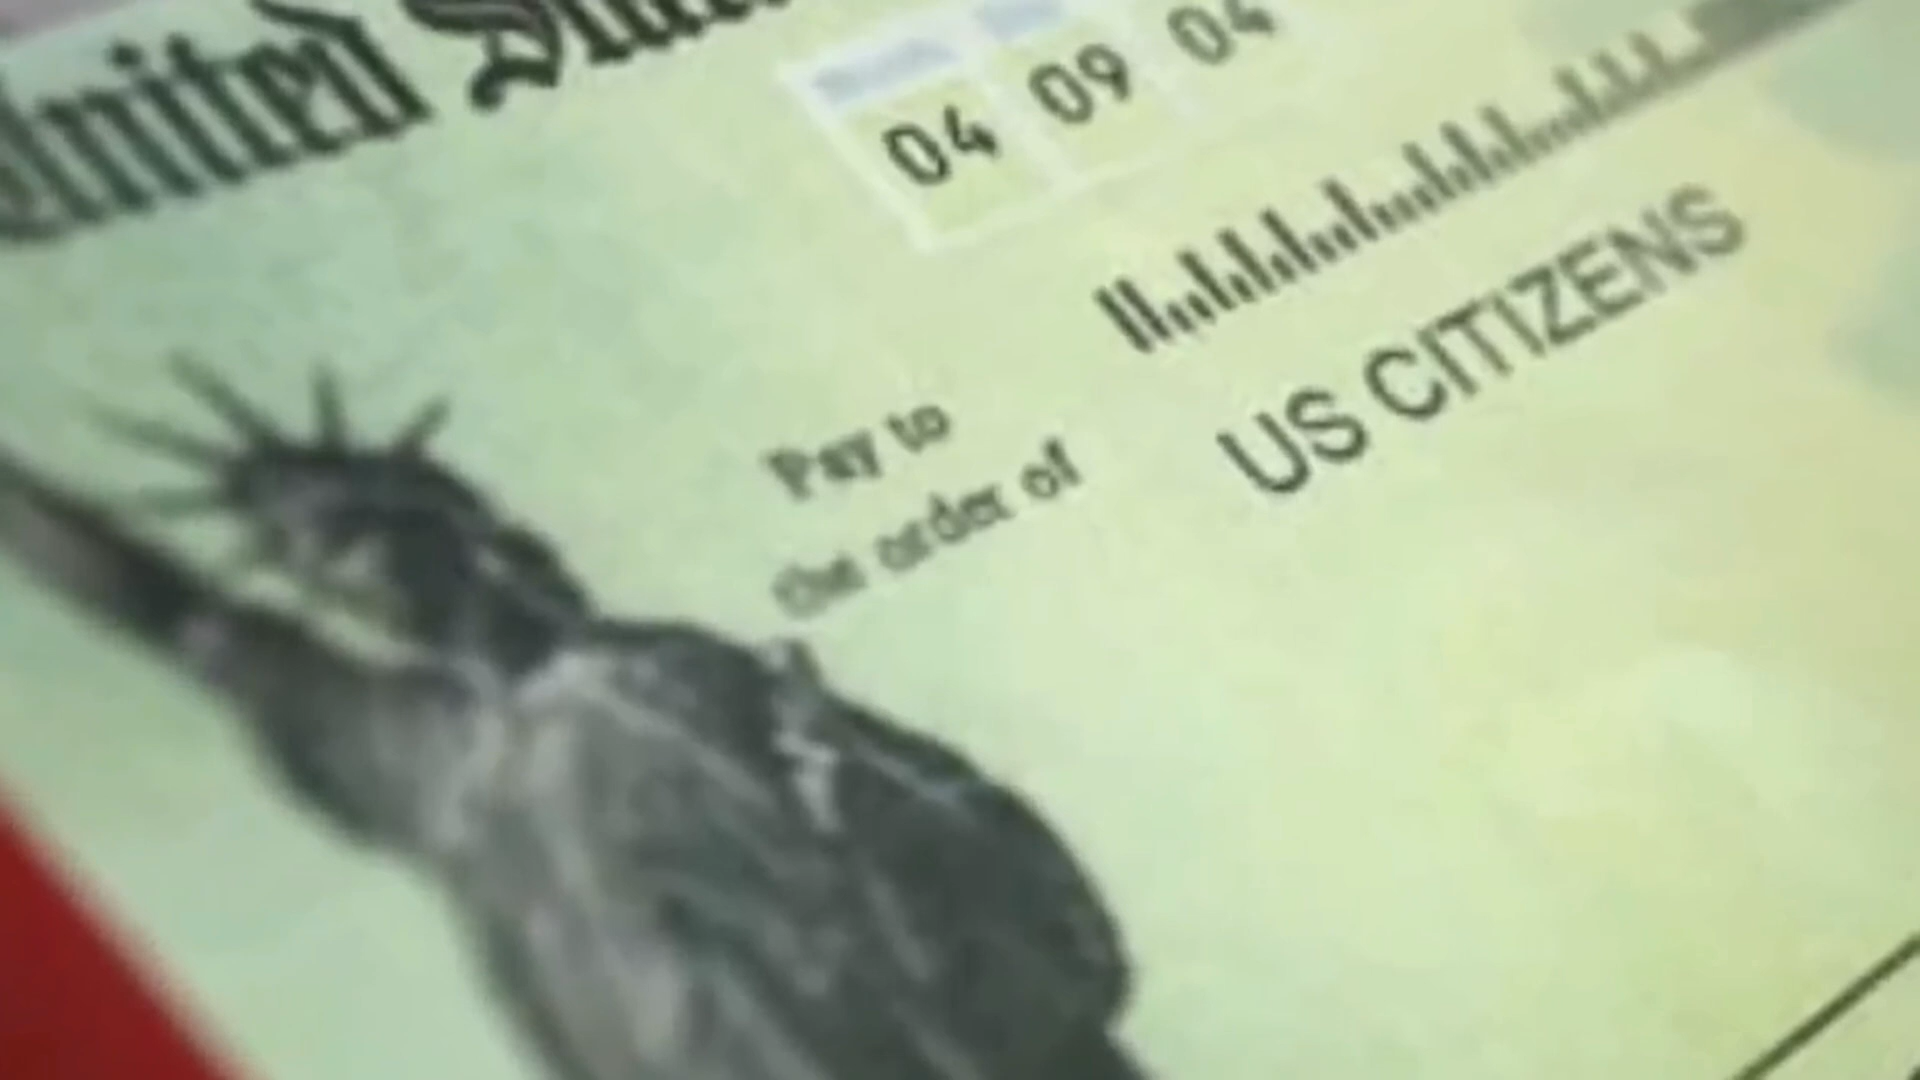 United
04 09 04
US CITIZENS
Pay to
the order of